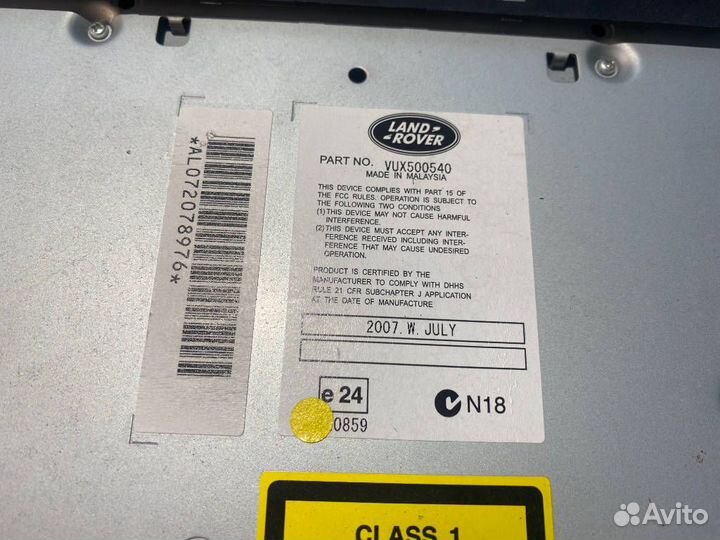 *AL072078976*
LAND
ROVER
PART NO. VUX500540
MADE IN MALAYSIA
THIS DEVICE COMPLIES WITH PART 15 OF
THE FCC RULES. OPERATION IS SUBJECT TO
THE FOLLOWING TWO CONDITIONS
(1) THIS DEVICE MAY NOT CAUSE HARMFUL
INTERFERENCE.
(2) THIS DEVICE MUST ACCEPT ANY INTER-
FERENCE RECEIVED INCLUDING INTER-
FERENCE THAT MAY CAUSE UNDESIRED
OPERATION.
PRODUCT IS CERTIFIED BY THE
MANUFACTURER TO COMPLY WITH DHHS
RULE 21 CFR SUBCHAPTER J APPLICATION
AT THE DATE OF MANUFACTURE
2007. W. JULY
e 24
0859
N18
CLASS 1
Avito